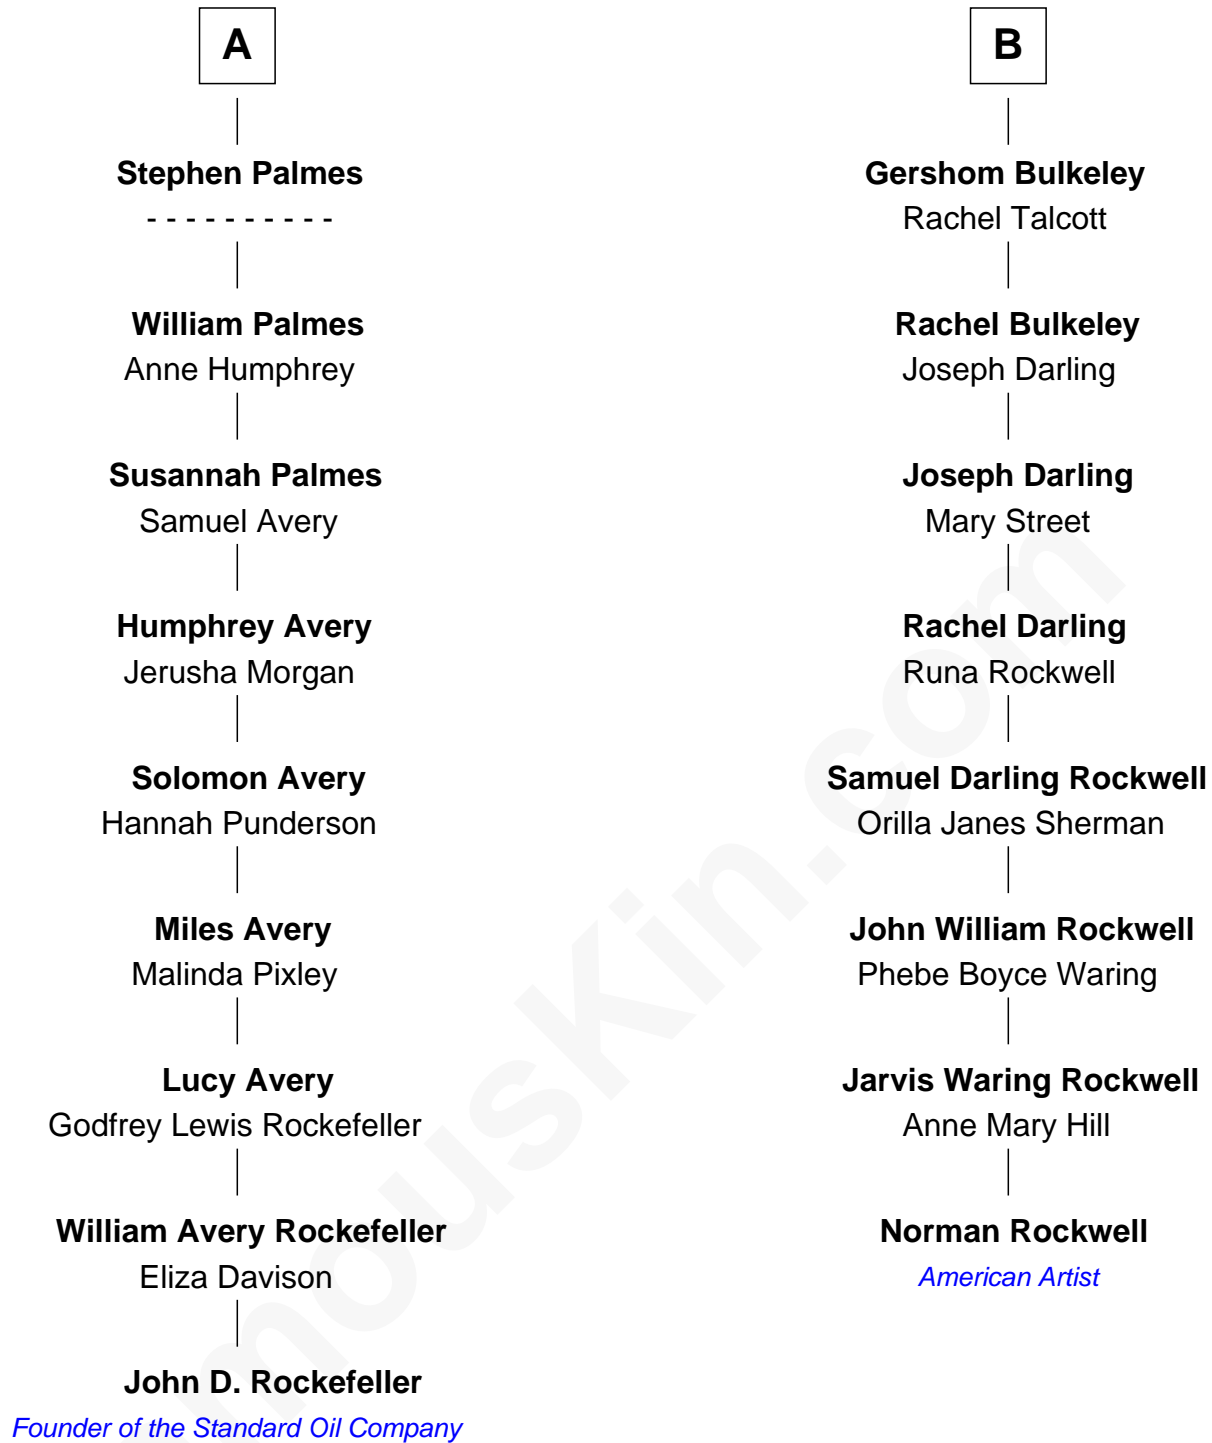 A
Stephen Palmes
- - - - - - - - - -
William Palmes
Anne Humphrey
Susannah Palmes
Samuel Avery
Humphrey Avery
Jerusha Morgan
Solomon Avery
Hannah Punderson
Miles Avery
Malinda Pixley
Lucy Avery
Godfrey Lewis Rockefeller
William Avery Rockefeller
Eliza Davison
John D. Rockefeller
Founder of the Standard Oil Company
B
Gershom Bulkeley
Rachel Talcott
Rachel Bulkeley
Joseph Darling
Joseph Darling
Mary Street
Rachel Darling
Runa Rockwell
Samuel Darling Rockwell
Orilla Janes Sherman
John William Rockwell
Phebe Boyce Waring
Jarvis Waring Rockwell
Anne Mary Hill
Norman Rockwell
American Artist
mousKin.com